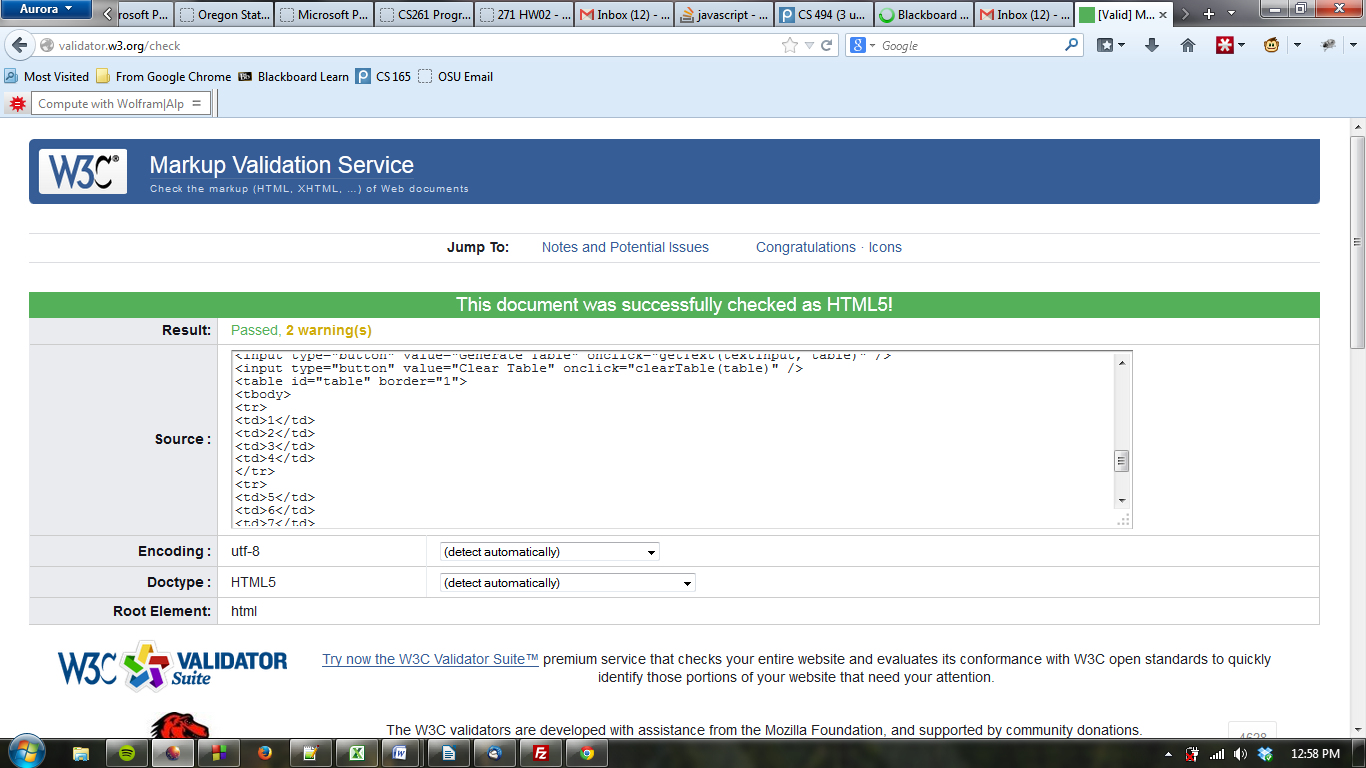 Aurora
rosoft P...
Oregon Stat...
Microsoft P...
CS261 Progr...
271 HW02 - ...
Inbox (12) - ...
javascript - ...
CS 494 (3 u...
Blackboard ...
Inbox (12) - ...
[Valid] M...
validator.w3.org/check
Google
Most Visited
From Google Chrome
Blackboard Learn
CS 165
OSU Email
Compute with Wolfram|Alp
W3C®
Markup Validation Service
Check the markup (HTML, XHTML, …) of Web documents
Jump To: Notes and Potential Issues Congratulations · Icons
This document was successfully checked as HTML5!
Result: Passed, 2 warning(s)
Source :
<input type="button" value="Generate Table" onclick="getText(textInput, table)" />
<input type="button" value="Clear Table" onclick="clearTable(table)" />
<table id="table" border="1">
<tbody>
<tr>
<td>1</td>
<td>2</td>
<td>3</td>
<td>4</td>
</tr>
<tr>
<td>5</td>
<td>6</td>
<td>7</td>
Encoding : utf-8 (detect automatically)
Doctype : HTML5 (detect automatically)
Root Element: html
W3C VALIDATOR Suite
Try now the W3C Validator Suite™ premium service that checks your entire website and evaluates its conformance with W3C open standards to quickly
identify those portions of your website that need your attention.
The W3C validators are developed with assistance from the Mozilla Foundation, and supported by community donations.
4628
12:58 PM